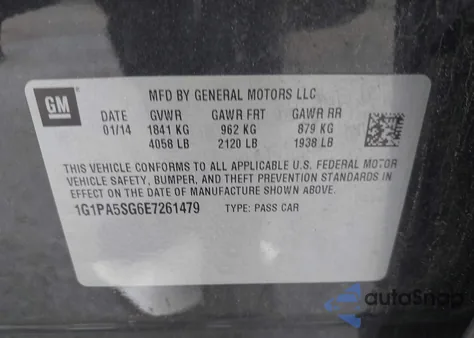 GM
MFD BY GENERAL MOTORS LLC
DATE GVWR GAWR FRT GAWR RR
01/14 1841 KG 962 KG 879 KG
4058 LB 2120 LB 1938 LB
THIS VEHICLE CONFORMS TO ALL APPLICABLE U.S. FEDERAL MOTOR
VEHICLE SAFETY, BUMPER, AND THEFT PREVENTION STANDARDS IN
EFFECT ON THE DATE OF MANUFACTURE SHOWN ABOVE.
1G1PA5SG6E7261479 TYPE: PASS CAR
autoSnap